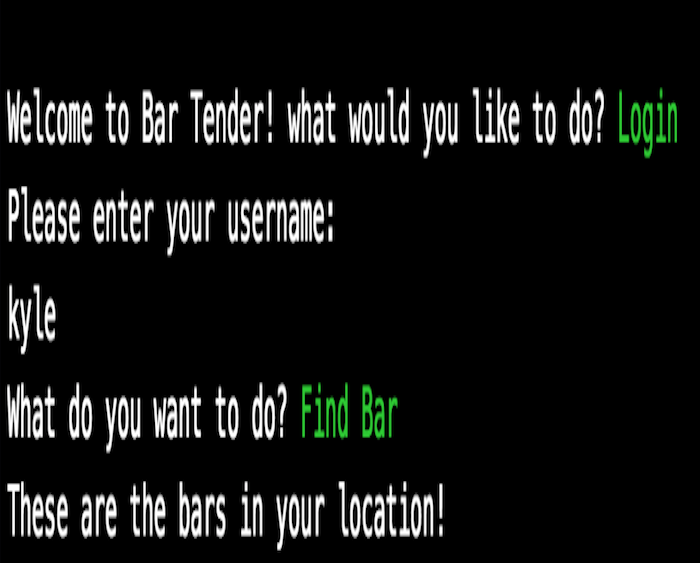 Welcome to Bar Tender! what would you like to do? Login
Please enter your username:
kyle
What do you want to do? Find Bar
These are the bars in your location!